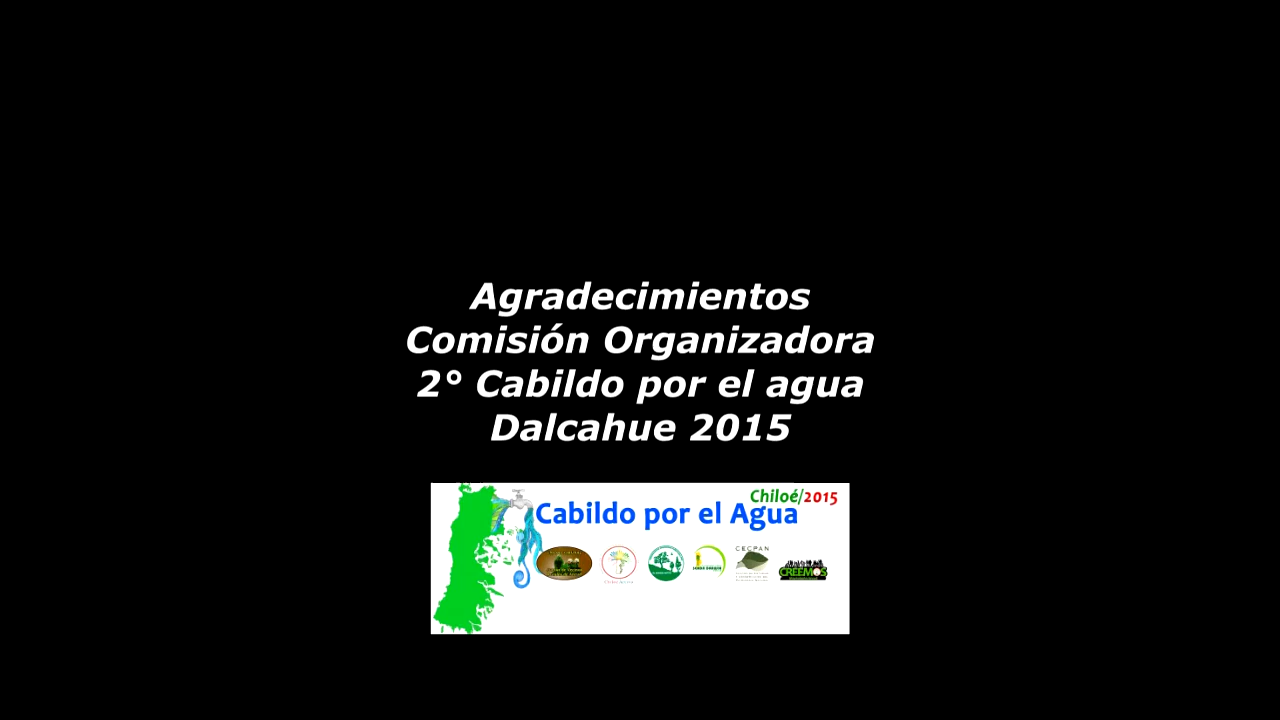 Agradecimientos
Comisión Organizadora
2° Cabildo por el agua
Dalcahue 2015
Chiloé/2015
Cabildo por el Agua
CECPAN
CREEMOS